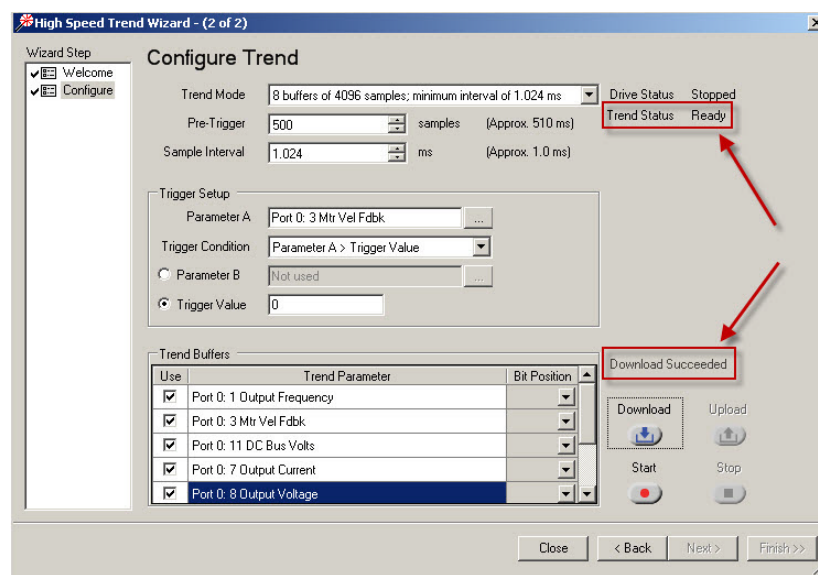 High Speed Trend Wizard - (2 of 2)
Wizard Step
Welcome
Configure
Configure Trend
Trend Mode 8 buffers of 4096 samples; minimum interval of 1.024 ms Drive Status Stopped
Pre-Trigger 500 samples (Approx. 510 ms) Trend Status Ready
Sample Interval 1.024 ms (Approx. 1.0 ms)
Trigger Setup
Parameter A Port 0: 3 Mtr Vel Fdbk ...
Trigger Condition Parameter A > Trigger Value
Parameter B Not used ...
Trigger Value 0
Trend Buffers
Download Succeeded
Use Trend Parameter Bit Position
Port 0: 1 Output Frequency
Port 0: 3 Mtr Vel Fdbk
Port 0: 11 DC Bus Volts
Port 0: 7 Output Current
Port 0: 8 Output Voltage
Download Upload
Start Stop
Close < Back Next > Finish >>